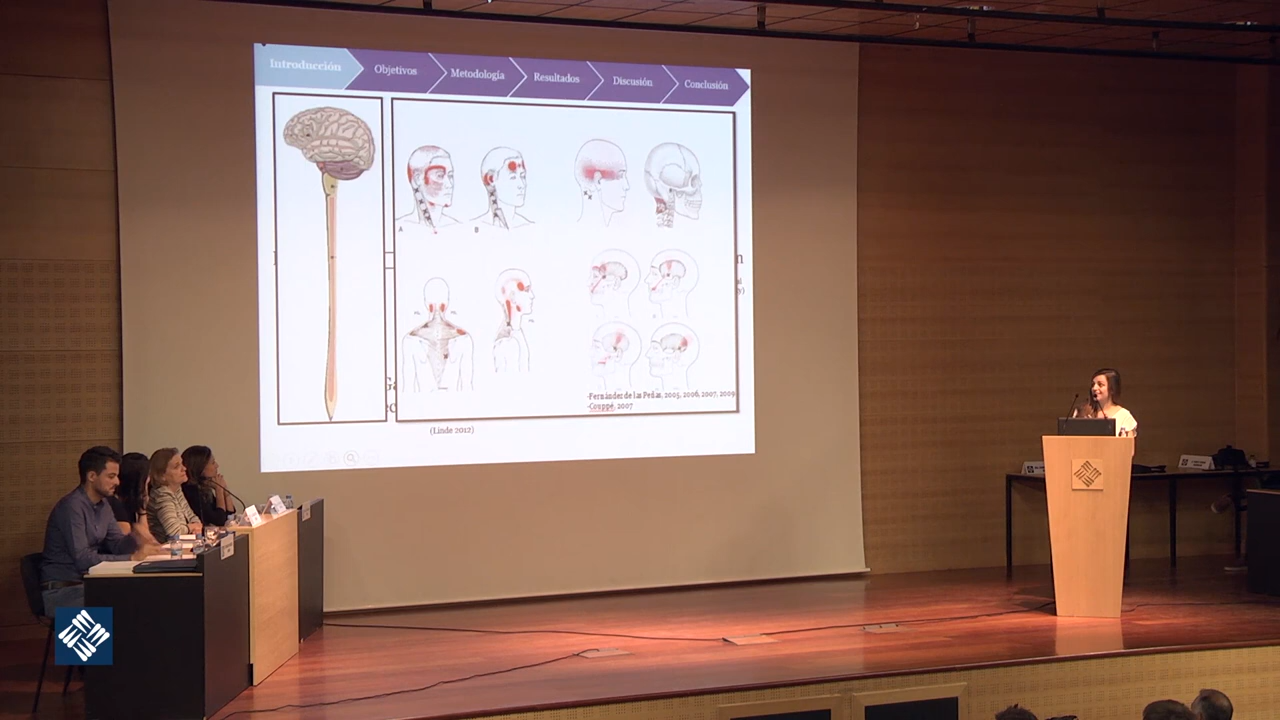 Introducción
Objetivos
Metodología
Resultados
Discusión
Conclusión
A
B
n
-Fernández de las Peñas, 2005, 2006, 2007, 2009
-Couppé, 2007
(Linde 2012)